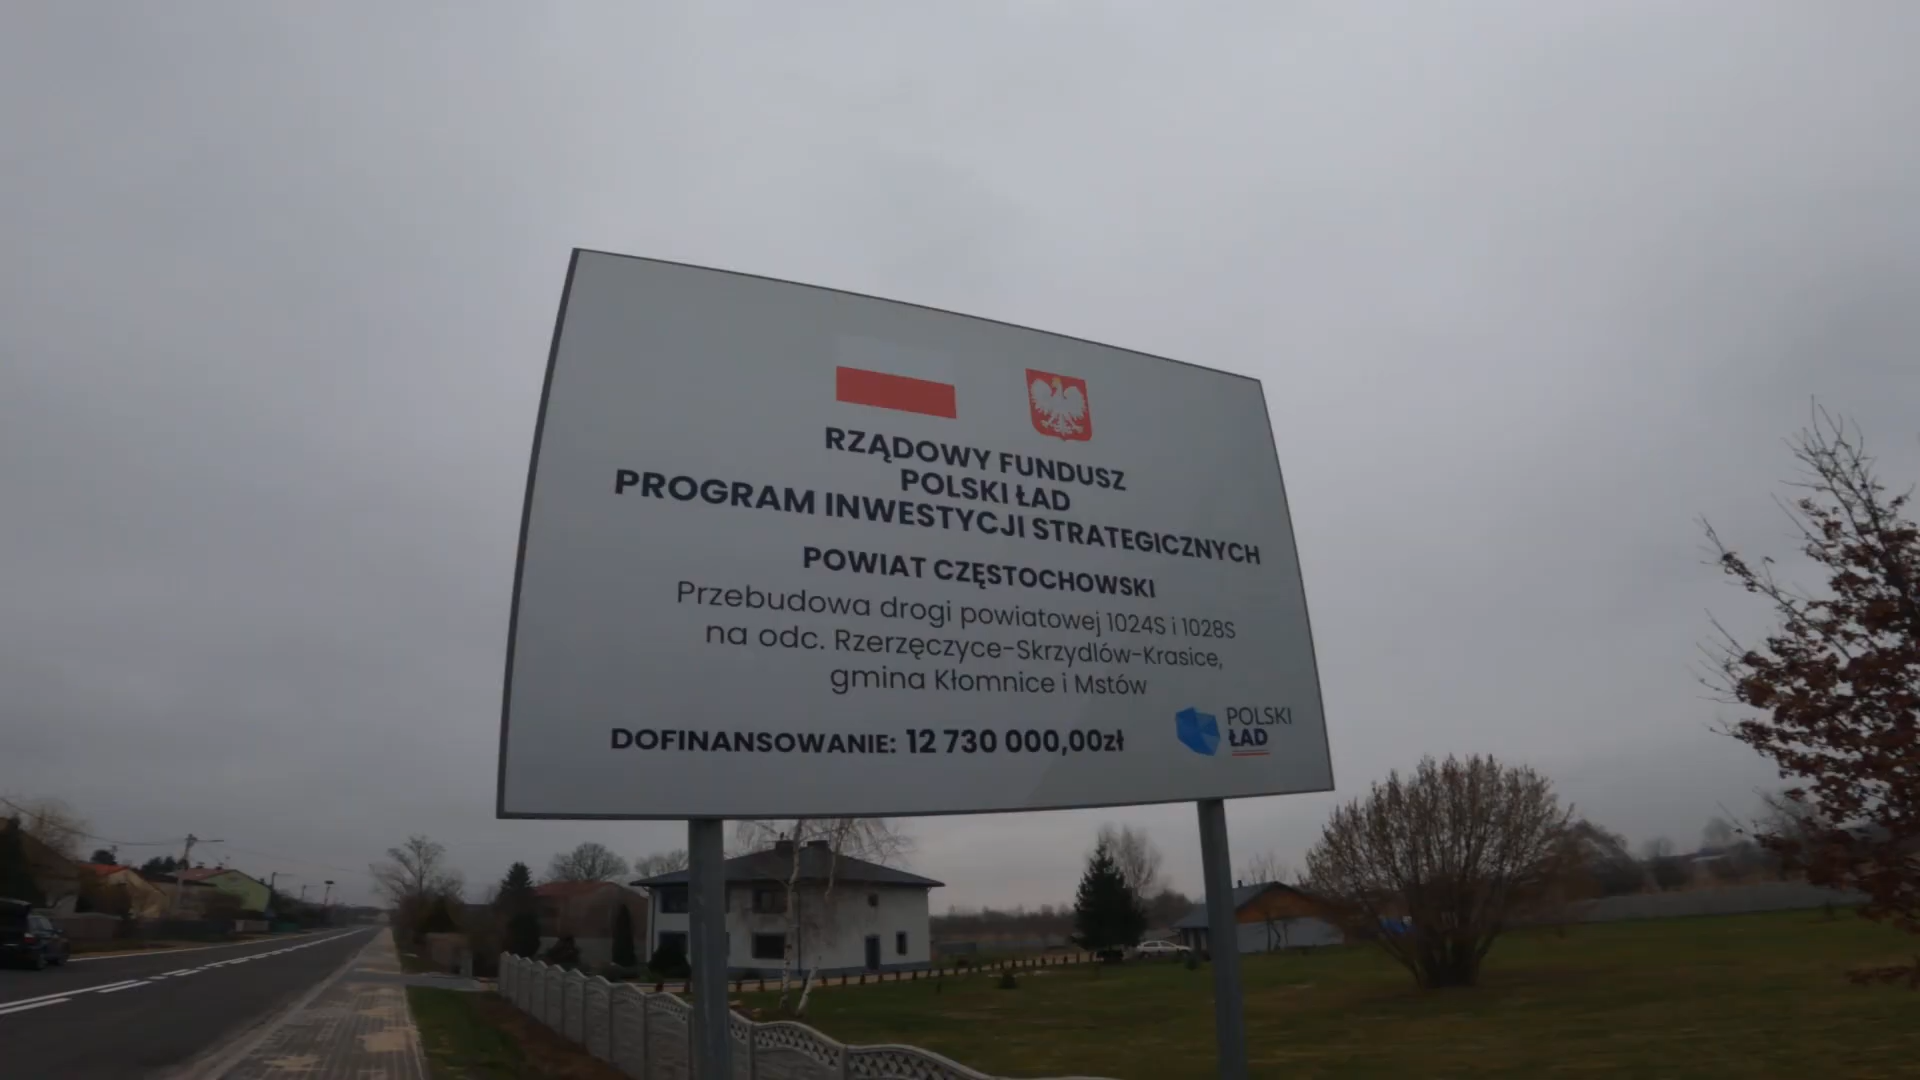 RZĄDOWY FUNDUSZ
POLSKI ŁAD
PROGRAM INWESTYCJI STRATEGICZNYCH
POWIAT CZĘSTOCHOWSKI
Przebudowa drogi powiatowej 1024S i 1028S
na odc. Rzerzęczyce-Skrzydlów-Krasice,
gmina Kłomnice i Mstów
DOFINANSOWANIE: 12 730 000,00zł
POLSKI
ŁAD